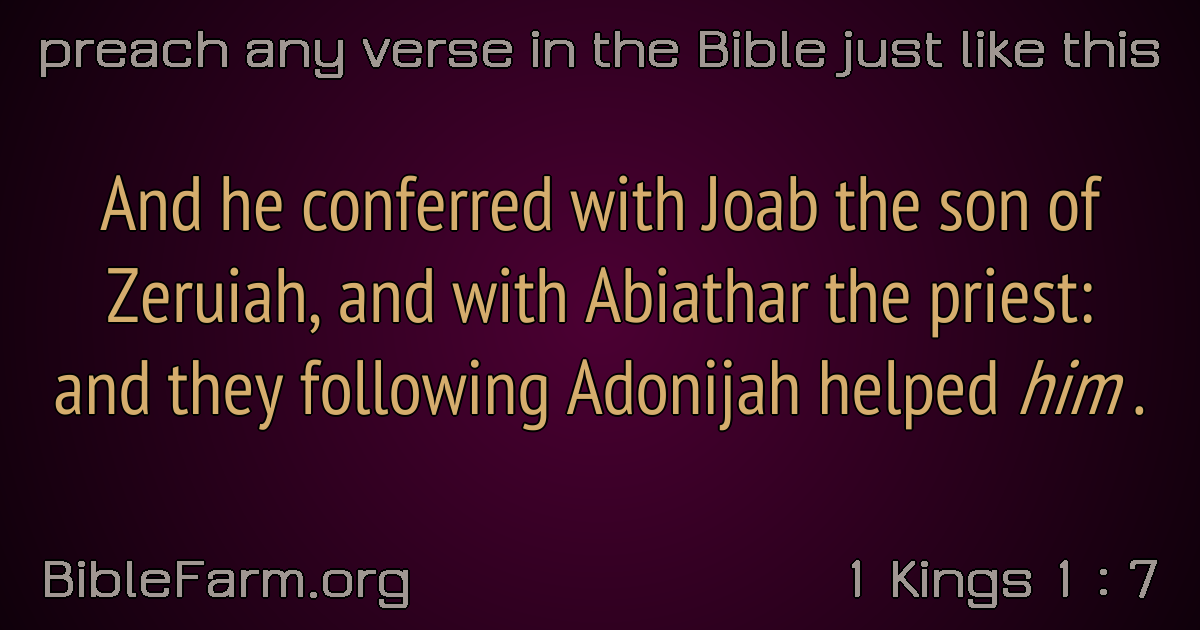 preach any verse in the Bible just like this
And he conferred with Joab the son of
Zeruiah, and with Abiathar the priest:
and they following Adonijah helped him .
BibleFarm.org
1 Kings 1 : 7